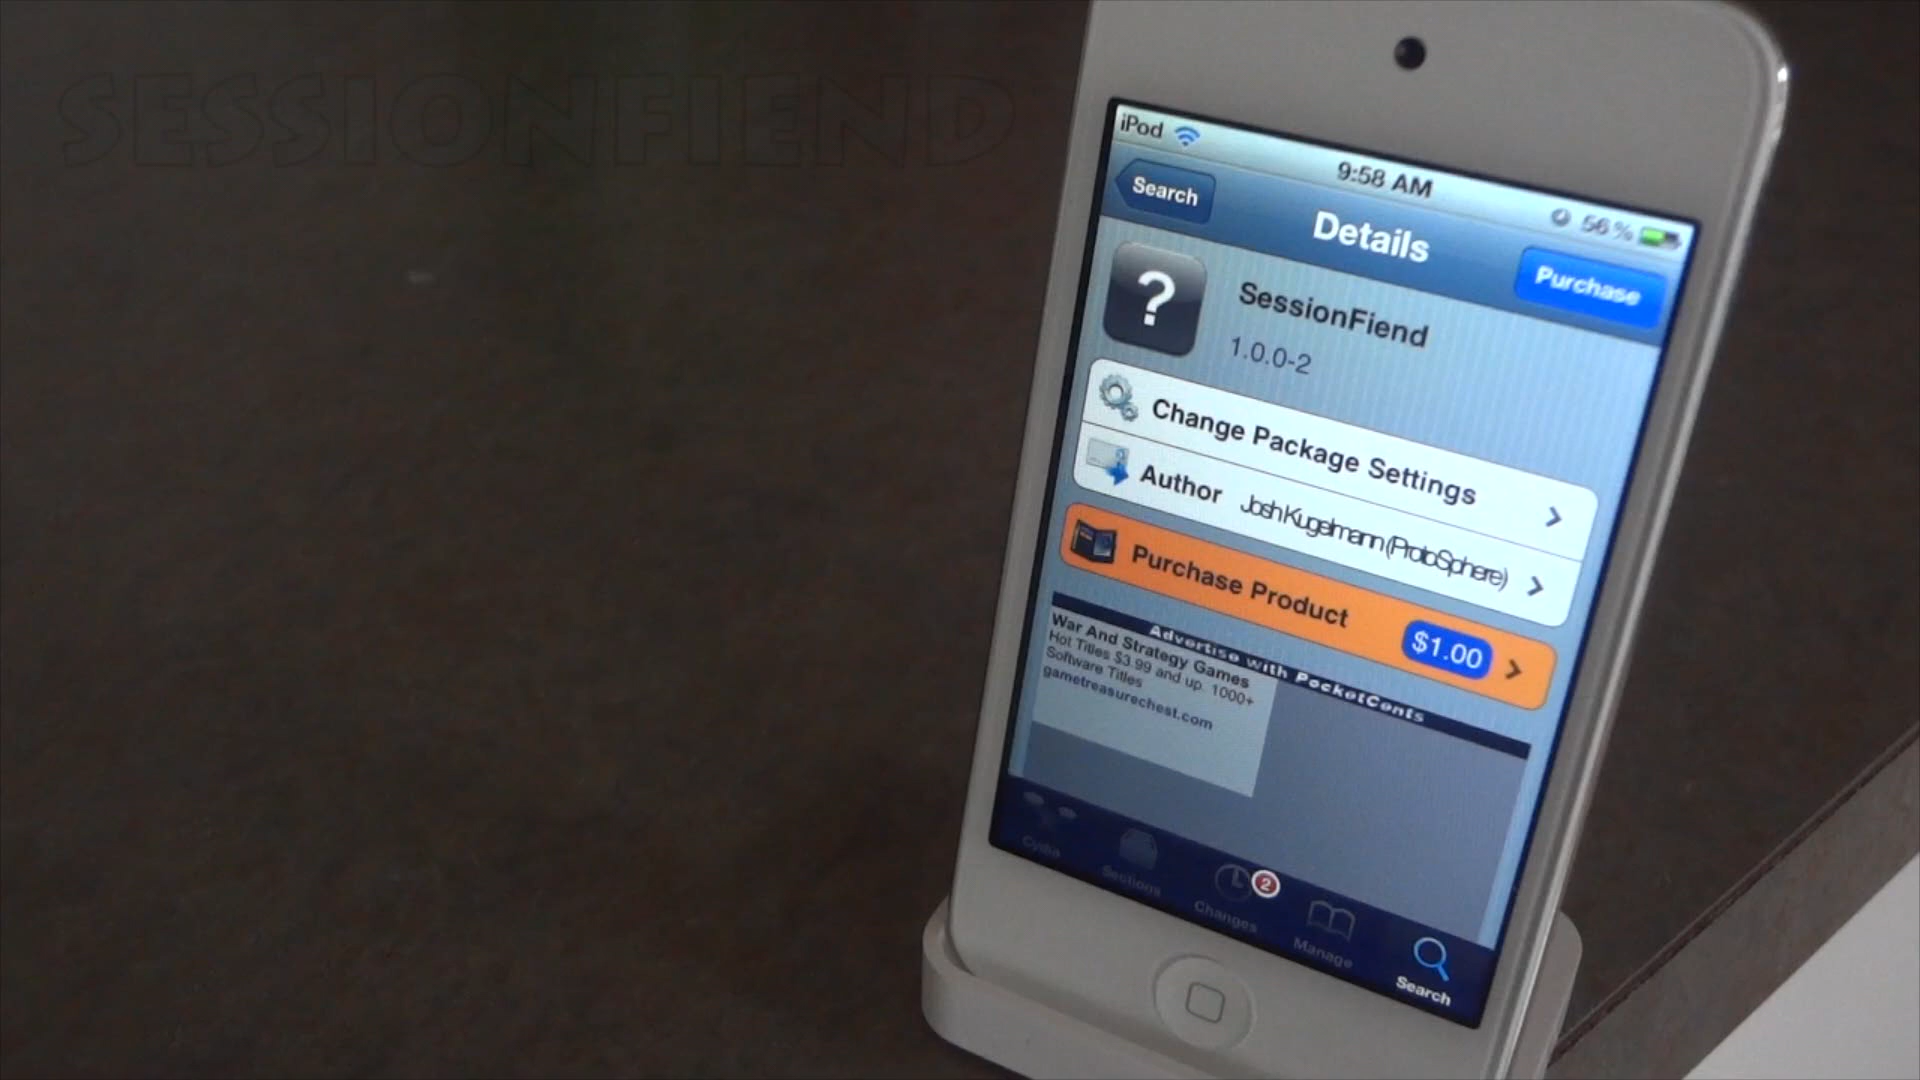 SESSIONFIEND
iPod
9:58 AM
56%
Search
Details
Purchase
?
SessionFiend
1.0.0-2
Change Package Settings
Author Josh Kugelmann (ProtoSphere)
Purchase Product $1.00
Advertise with PocketCents
War And Strategy Games
Hot Titles $3.99 and up. 1000+
Software Titles
gametreasurechest.com
Cydia
Sections
Changes
2
Manage
Search